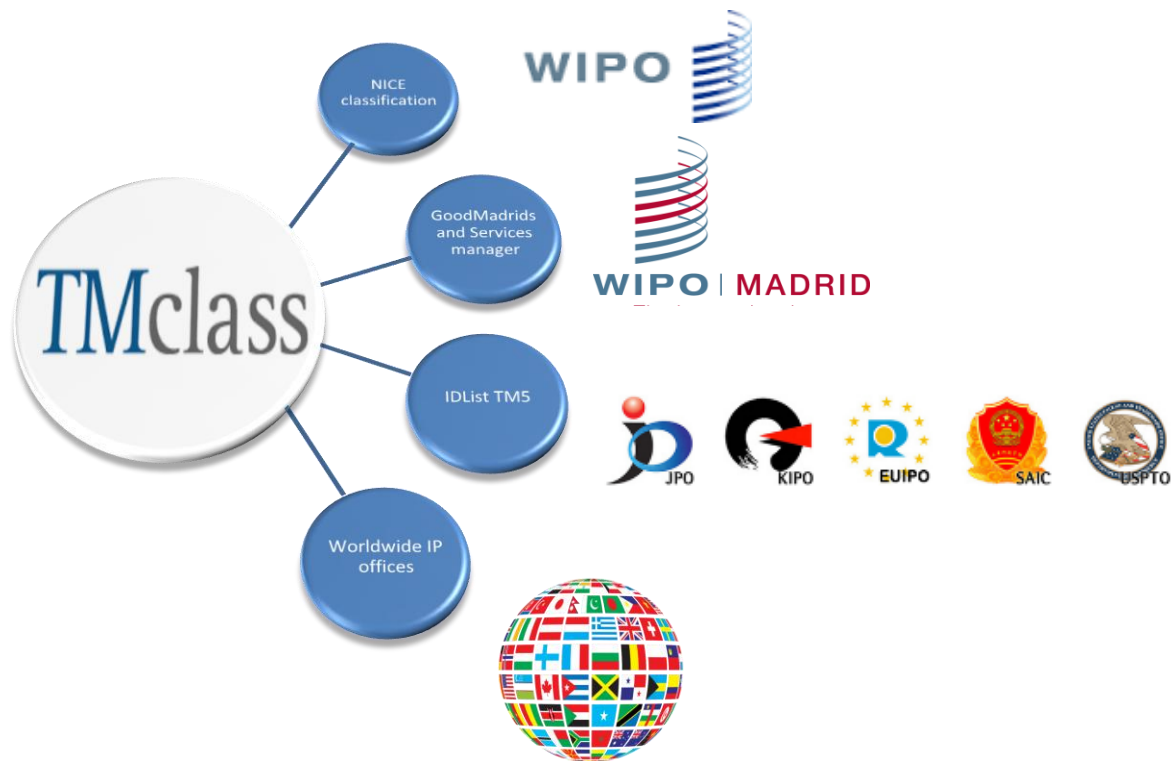 NICE
classification
WIPO
GoodMadrids
and Services
manager
WIPO | MADRID
TMclass
IDList TM5
JPO
KIPO
EUIPO
SAIC
USPTO
Worldwide IP
offices